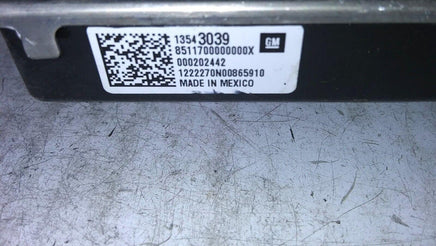 13543039
GM
8511700000000X
000202442
1222270N00865910
MADE IN MEXICO